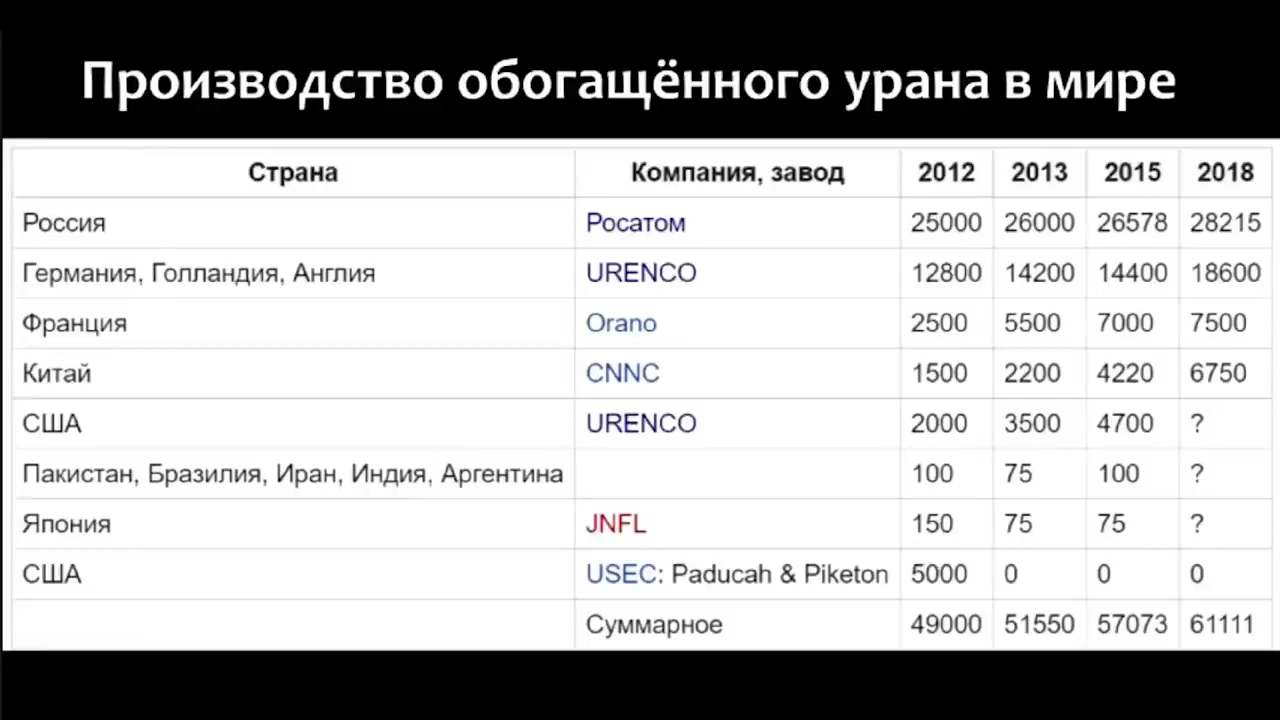 Производство обогащённого урана в мире
Страна Компания, завод 2012 2013 2015 2018
Россия Росатом 25000 26000 26578 28215
Германия, Голландия, Англия URENCO 12800 14200 14400 18600
Франция Orano 2500 5500 7000 7500
Китай CNNC 1500 2200 4220 6750
США URENCO 2000 3500 4700 ?
Пакистан, Бразилия, Иран, Индия, Аргентина 100 75 100 ?
Япония JNFL 150 75 75 ?
США USEC: Paducah & Piketon 5000 0 0 0
Суммарное 49000 51550 57073 61111